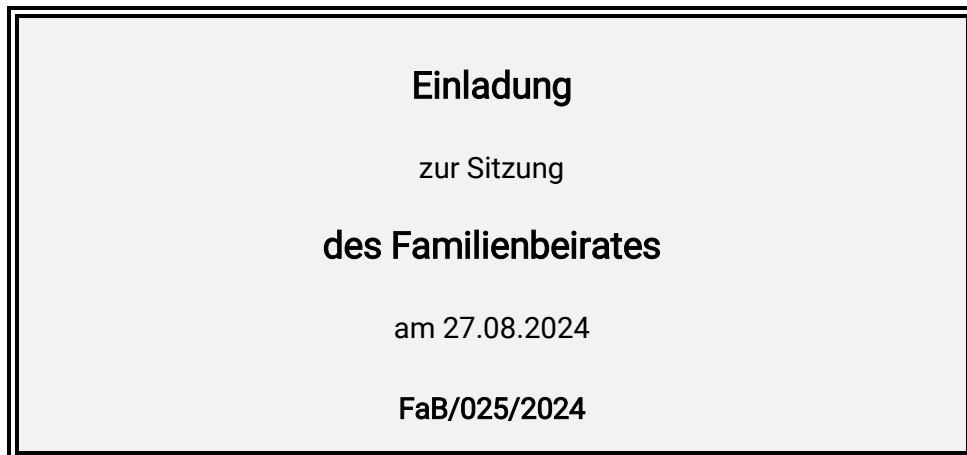 Einladung
zur Sitzung
des Familienbeirates
am 27.08.2024
FaB/025/2024